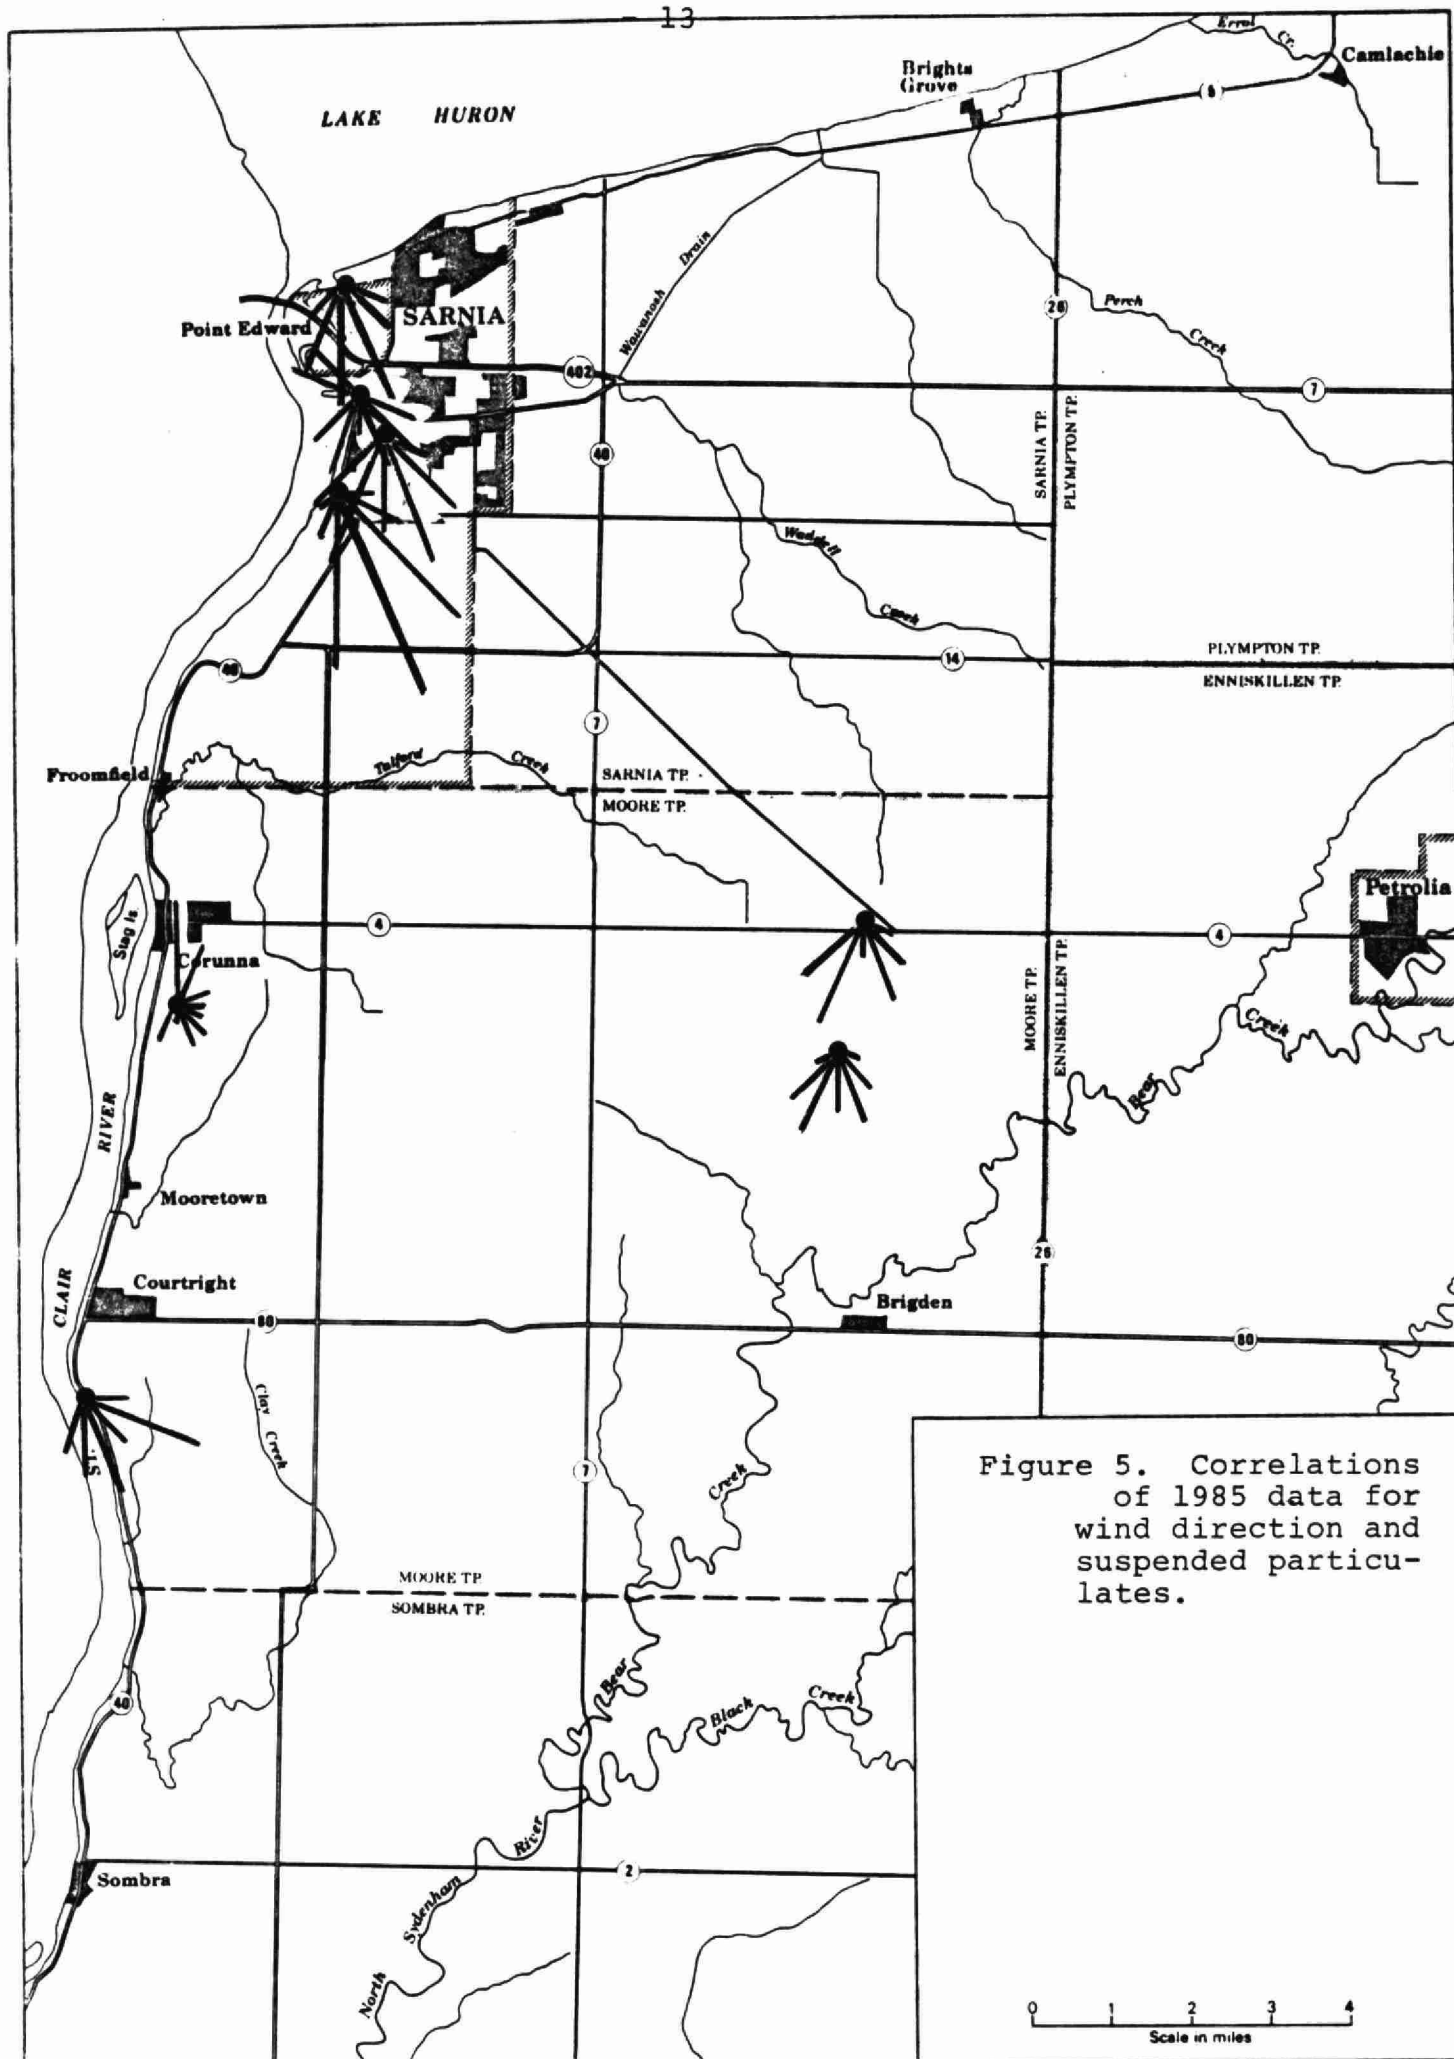 - 13
LAKE HURON
Errol Cr.
Camlachie
Brights
Grove
6
Point Edward
SARNIA
Wawanosh Drain
402
28
Perch Creek
7
40
SARNIA TP.
PLYMPTON TP.
Waddell Creek
14
PLYMPTON TP.
ENNISKILLEN TP.
40
7
Froomfield
Talford Creek
SARNIA TP.
MOORE TP.
Petrolia
Stag Is.
4
4
Corunna
MOORE TP.
ENNISKILLEN TP.
Bear Creek
Mooretown
26
Courtright
80
Brigden
80
ST. CLAIR RIVER
Clay Creek
7
Creek
Figure 5. Correlations
of 1985 data for
wind direction and
suspended particu-
lates.
MOORE TP.
SOMBRA TP.
Bear
40
Black Creek
Sombra
2
North Sydenham River
0 1 2 3 4
Scale in miles